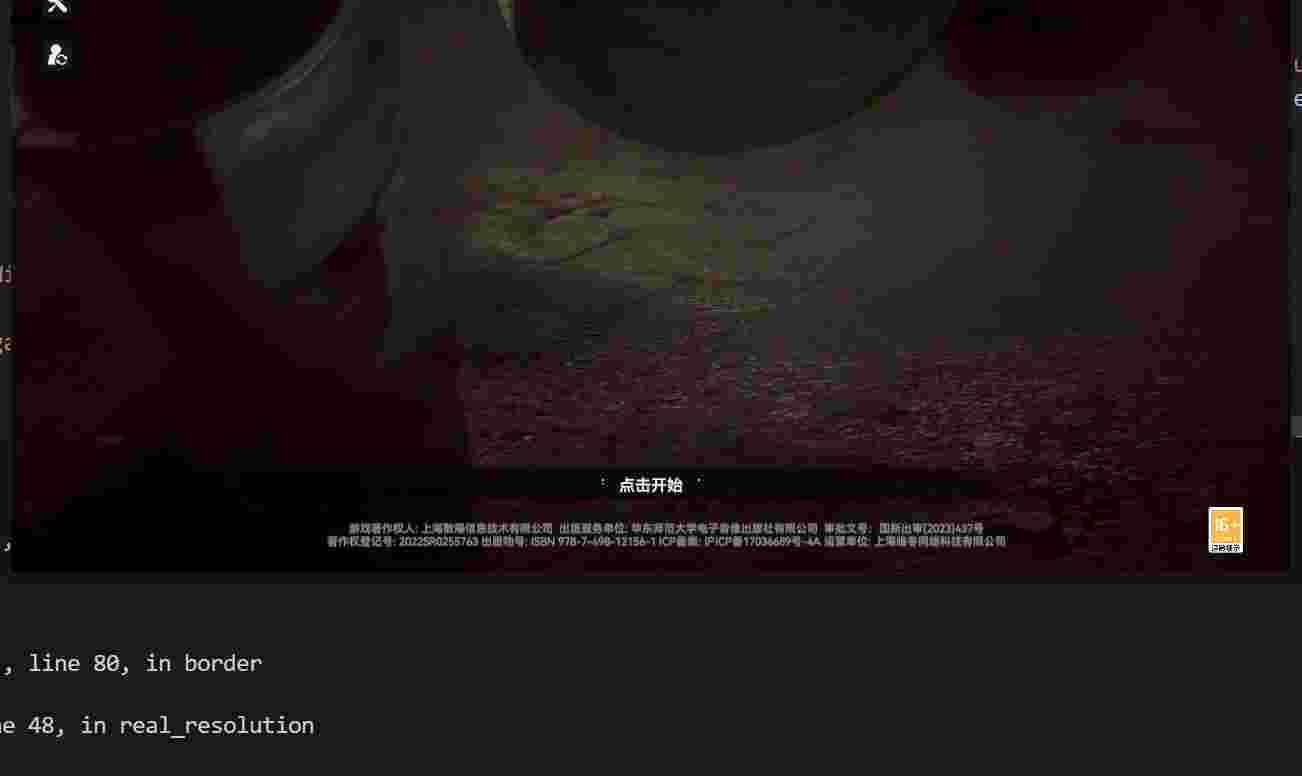 点击开始
游戏著作权人: 上海散爆信息技术有限公司 出版服务单位: 华东师范大学电子音像出版社有限公司 审批文号: 国新出审[2023]437号
著作权登记号: 2022SR0255763 出版物号: ISBN 978-7-498-12156-1 ICP备案: 沪ICP备17036689号-4A 运营单位: 上海暗零网络科技有限公司
16+
适龄提示
, line 80, in border
e 48, in real_resolution